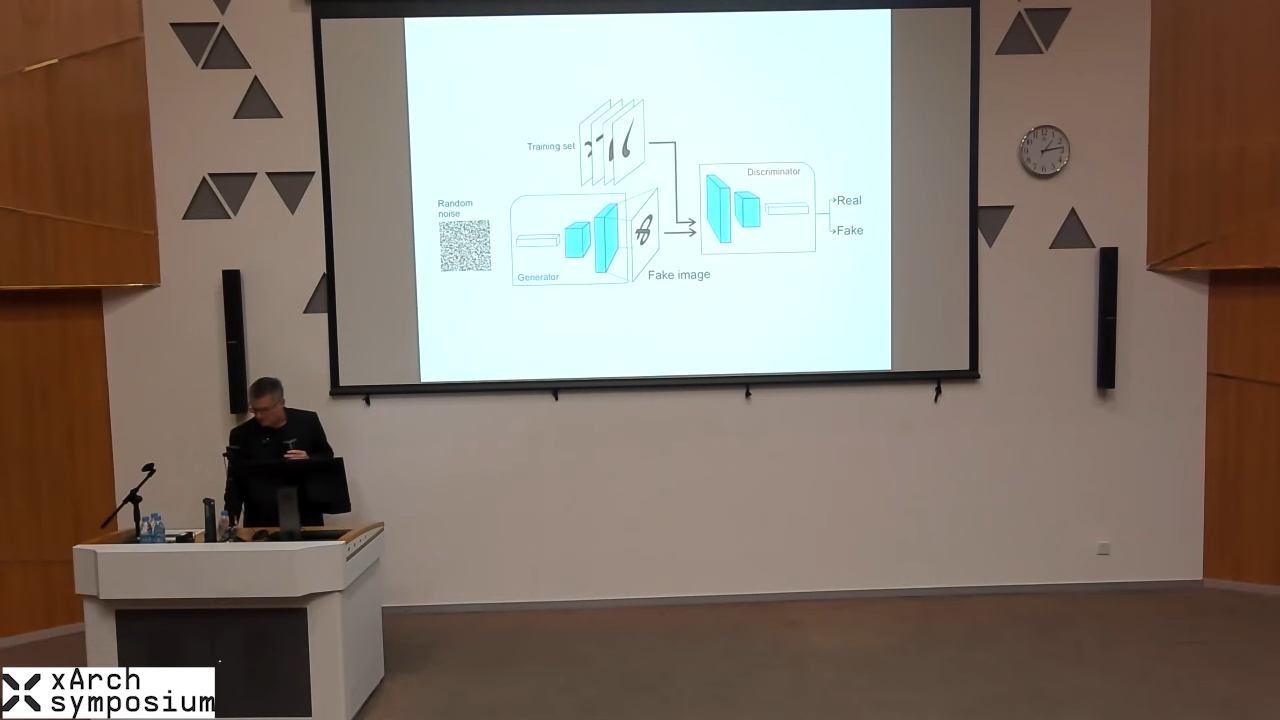 Training set
Discriminator
Random
noise
Real
Fake
Generator
Fake image
xArch
symposium